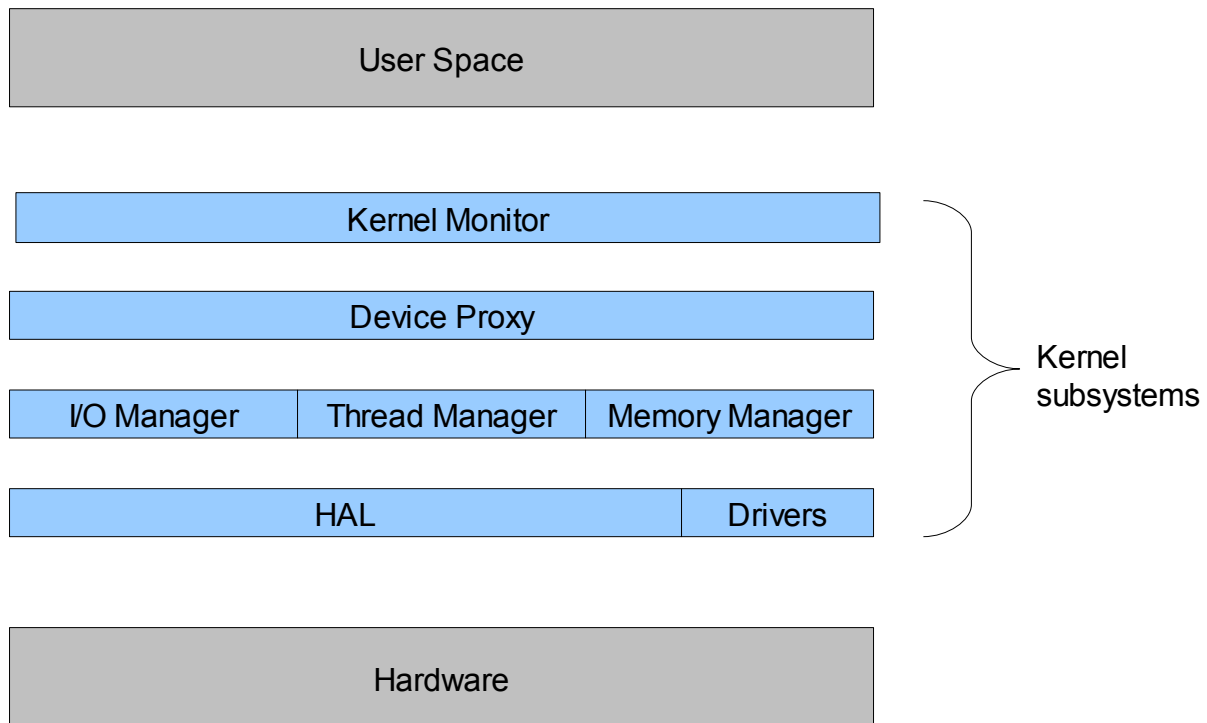 User Space
Kernel Monitor
Device Proxy
I/O Manager
Thread Manager
Memory Manager
Kernel
subsystems
HAL
Drivers
Hardware